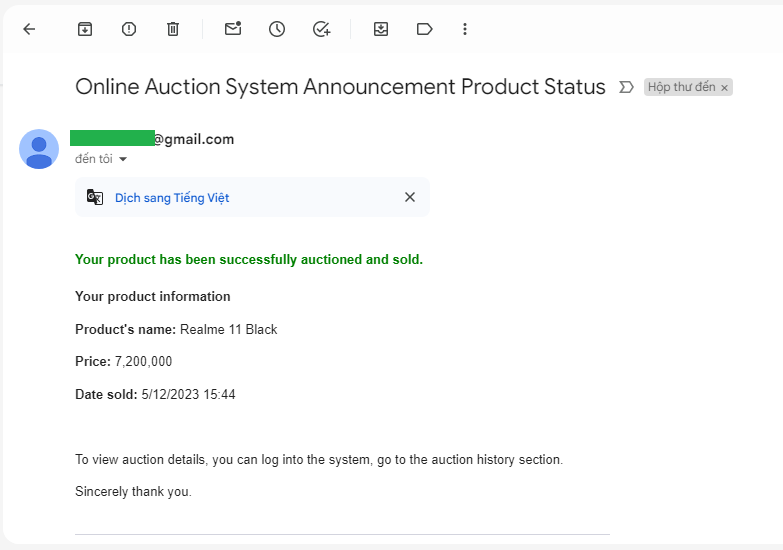 Online Auction System Announcement Product Status
Hộp thư đến ×
@gmail.com
đến tôi
Dịch sang Tiếng Việt
Your product has been successfully auctioned and sold.
Your product information
Product's name: Realme 11 Black
Price: 7,200,000
Date sold: 5/12/2023 15:44
To view auction details, you can log into the system, go to the auction history section.
Sincerely thank you.